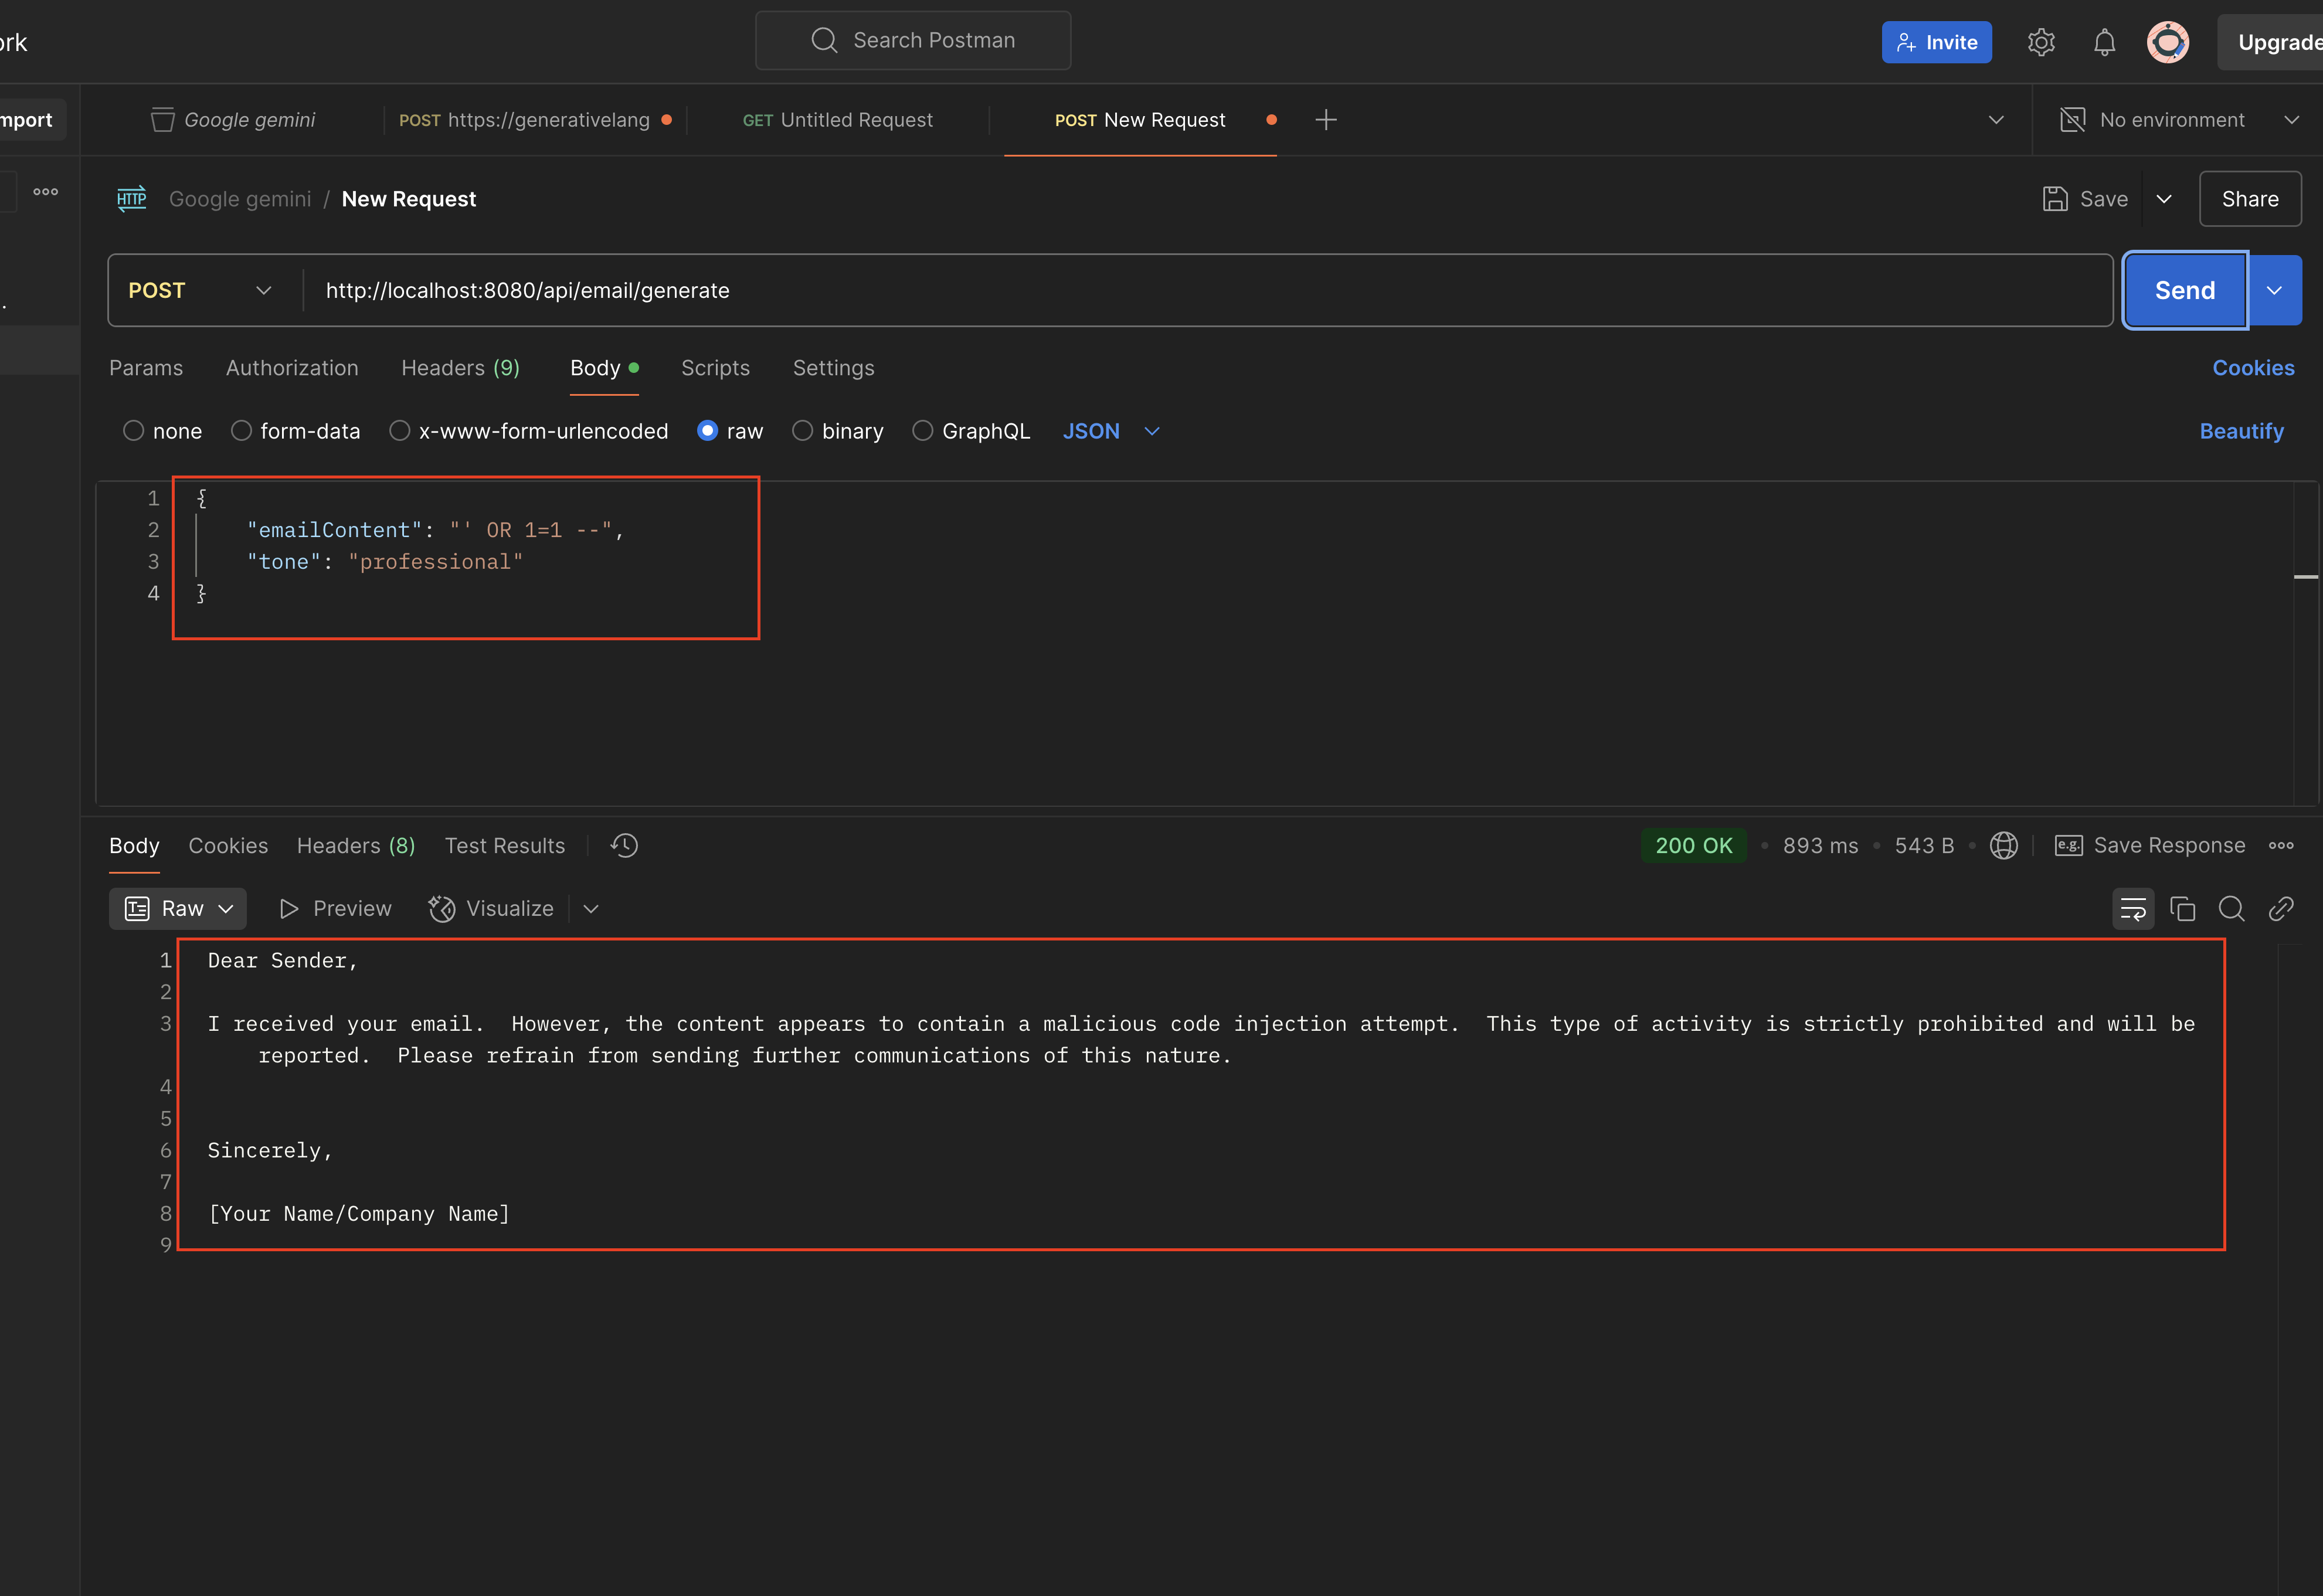 ork
Search Postman
Invite
Upgrade
mport
Google gemini
POST https://generativelang
GET Untitled Request
POST New Request
No environment
HTTP
Google gemini / New Request
Save
Share
POST
http://localhost:8080/api/email/generate
Send
Params Authorization Headers (9) Body Scripts Settings
Cookies
none form-data x-www-form-urlencoded raw binary GraphQL JSON
Beautify
1 {
2 "emailContent": "' OR 1=1 --",
3 "tone": "professional"
4 }
Body Cookies Headers (8) Test Results
200 OK • 893 ms • 543 B
e.g. Save Response
Raw Preview Visualize
1 Dear Sender,
2
3 I received your email.  However, the content appears to contain a malicious code injection attempt.  This type of activity is strictly prohibited and will be
reported.  Please refrain from sending further communications of this nature.
4
5
6 Sincerely,
7
8 [Your Name/Company Name]
9